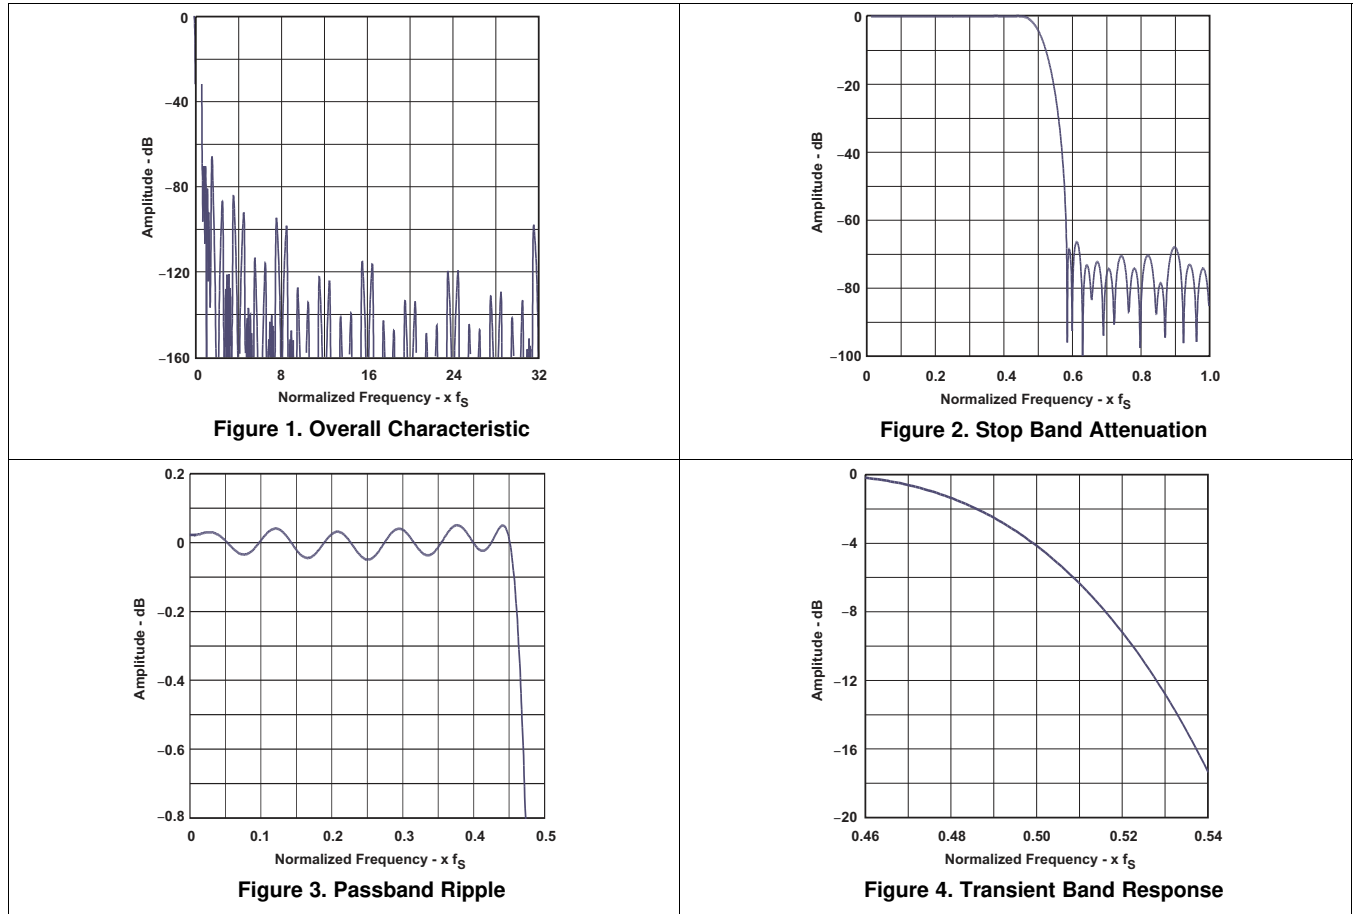 0
−40
−80
−120
−160
Amplitude - dB
0 8 16 24 32
Normalized Frequency - x fS
Figure 1. Overall Characteristic
0
−20
−40
−60
−80
−100
Amplitude - dB
0 0.2 0.4 0.6 0.8 1.0
Normalized Frequency - x fS
Figure 2. Stop Band Attenuation
0.2
0
−0.2
−0.4
−0.6
−0.8
Amplitude - dB
0 0.1 0.2 0.3 0.4 0.5
Normalized Frequency - x fS
Figure 3. Passband Ripple
0
−4
−8
−12
−16
−20
Amplitude - dB
0.46 0.48 0.50 0.52 0.54
Normalized Frequency - x fS
Figure 4. Transient Band Response